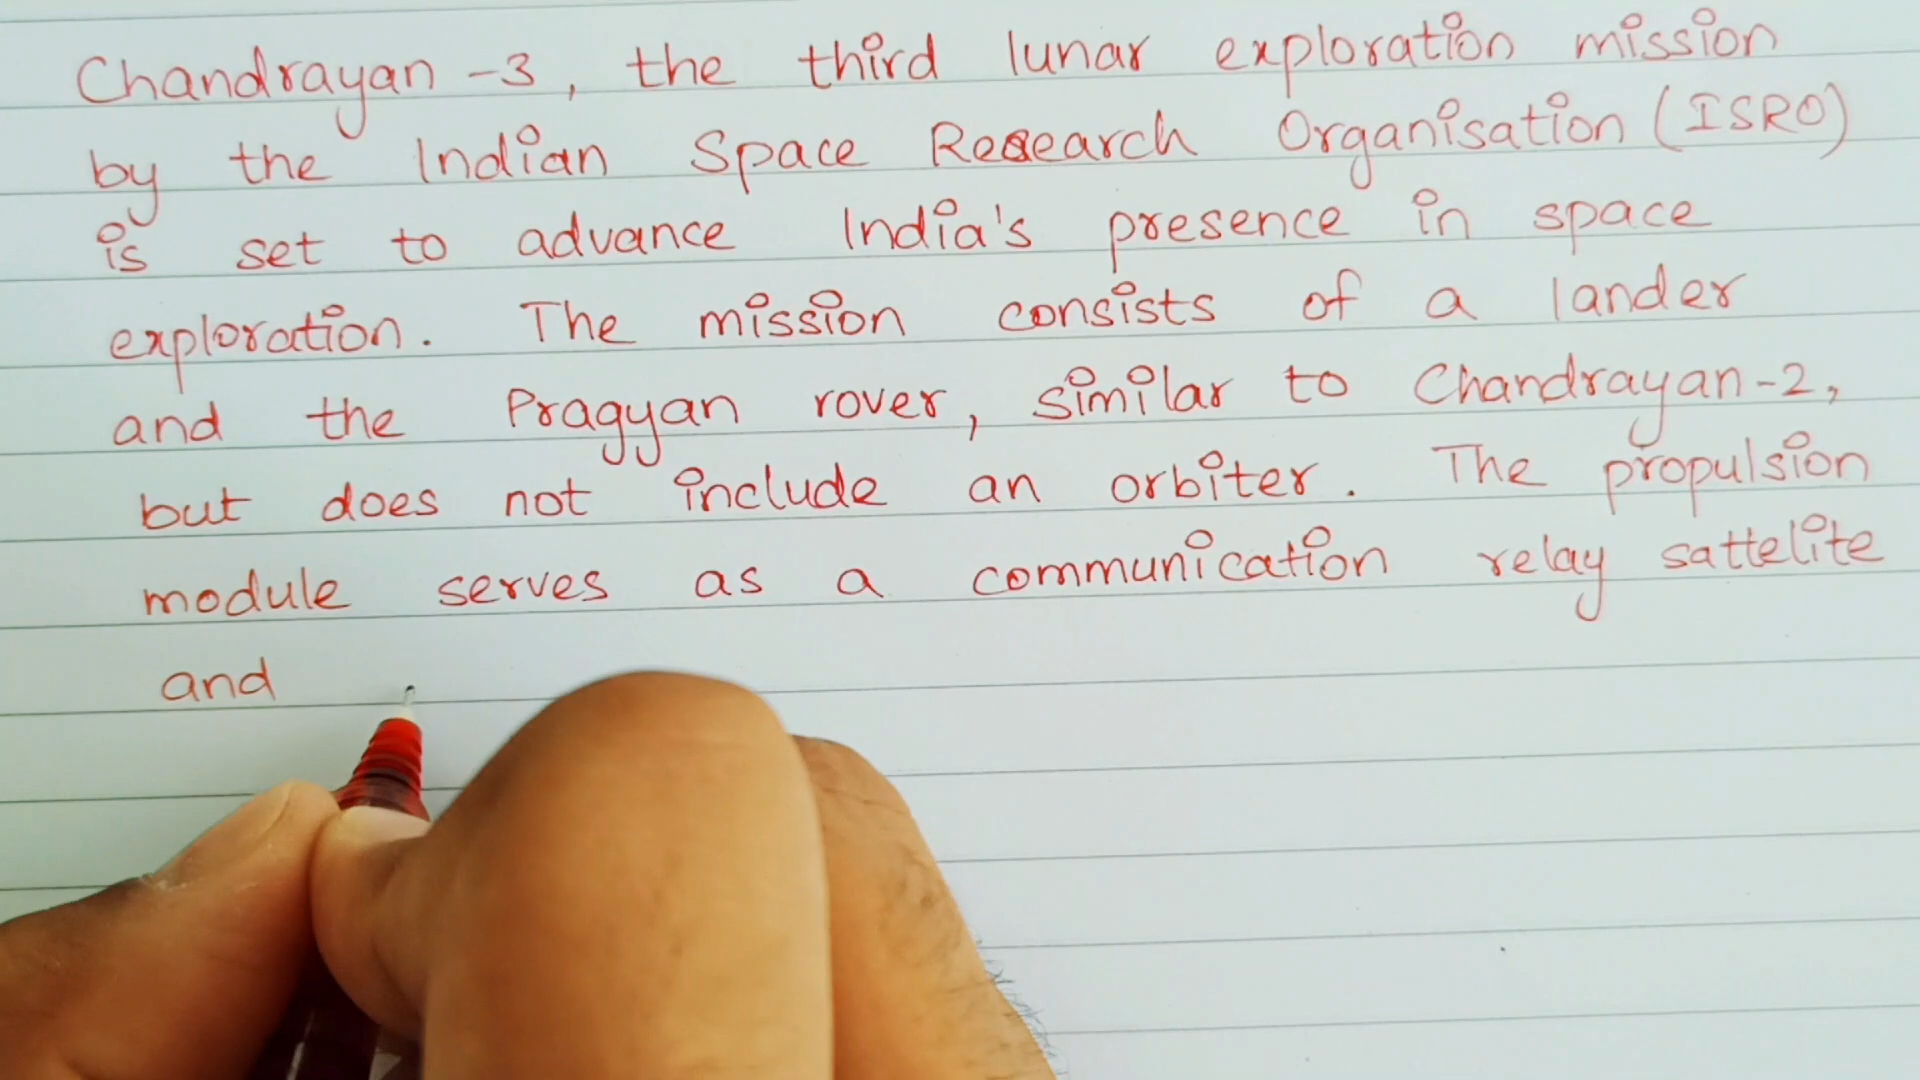 Chandrayan-3, the third lunar exploration mission
by the Indian Space Research Organisation (ISRO)
is set to advance India's presence in space
exploration. The mission consists of a lander
and the Pragyan rover, similar to Chandrayan-2,
but does not include an orbiter. The propulsion
module serves as a communication relay sattelite
and